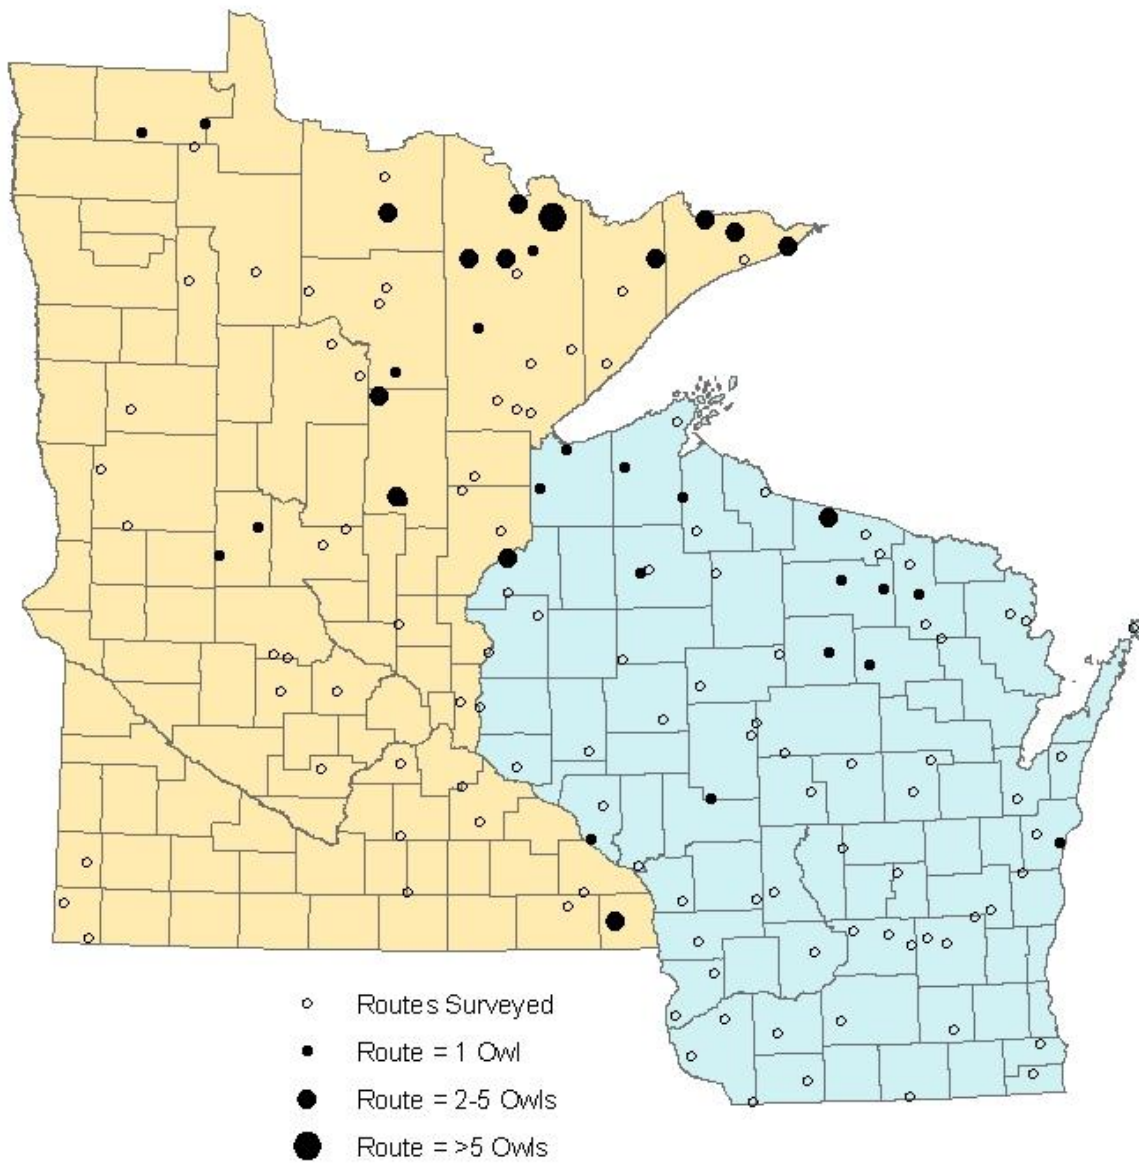 Routes Surveyed
Route = 1 Owl
Route = 2-5 Owls
Route = >5 Owls